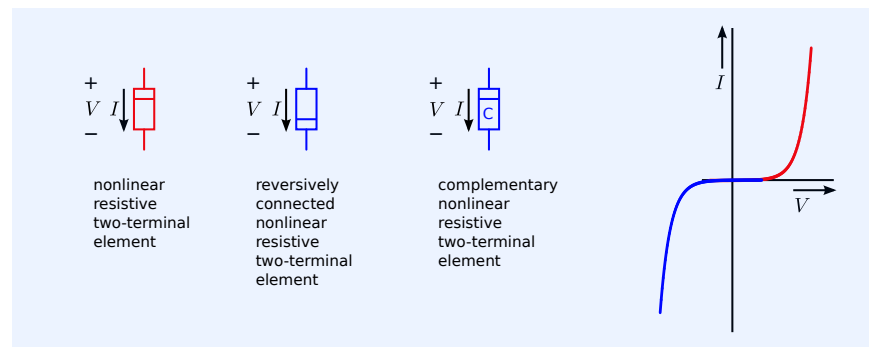 +
V I
−
nonlinear
resistive
two-terminal
element
+
V I
−
reversively
connected
nonlinear
resistive
two-terminal
element
+
V I
−
C
complementary
nonlinear
resistive
two-terminal
element
I
V